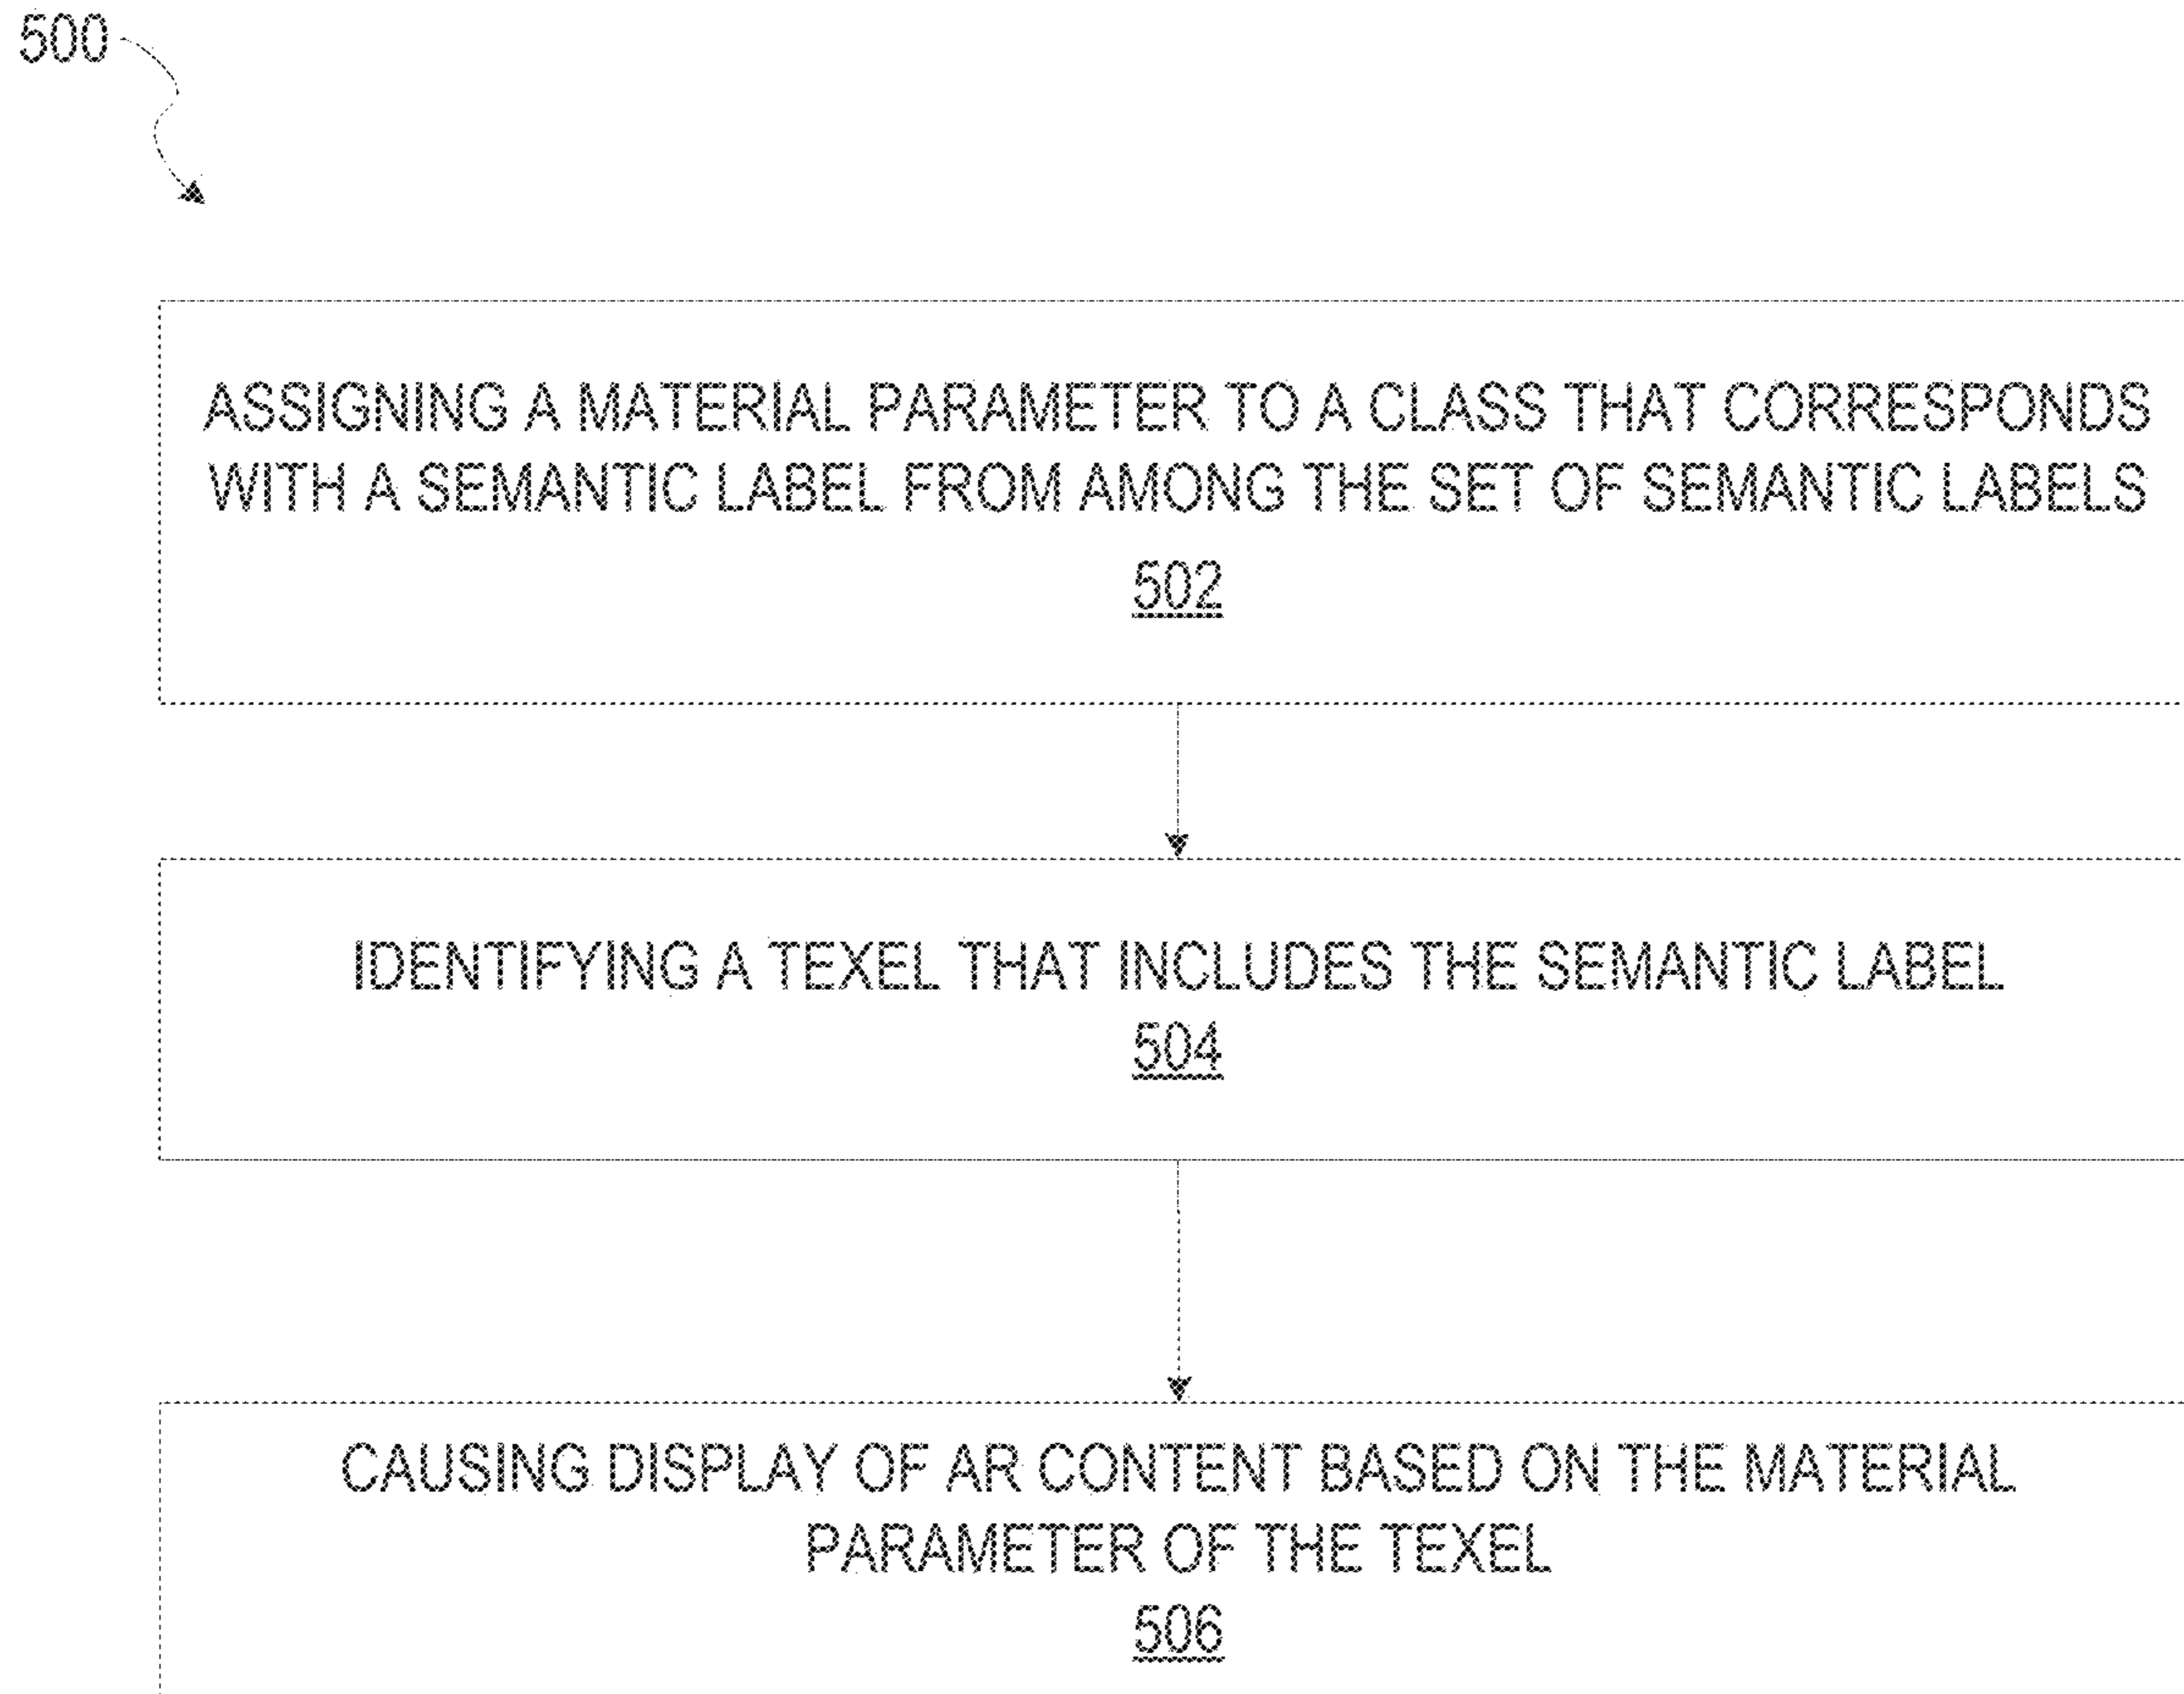 500
ASSIGNING A MATERIAL PARAMETER TO A CLASS THAT CORRESPONDS
WITH A SEMANTIC LABEL FROM AMONG THE SET OF SEMANTIC LABELS
502
IDENTIFYING A TEXEL THAT INCLUDES THE SEMANTIC LABEL
504
CAUSING DISPLAY OF AR CONTENT BASED ON THE MATERIAL
PARAMETER OF THE TEXEL
506